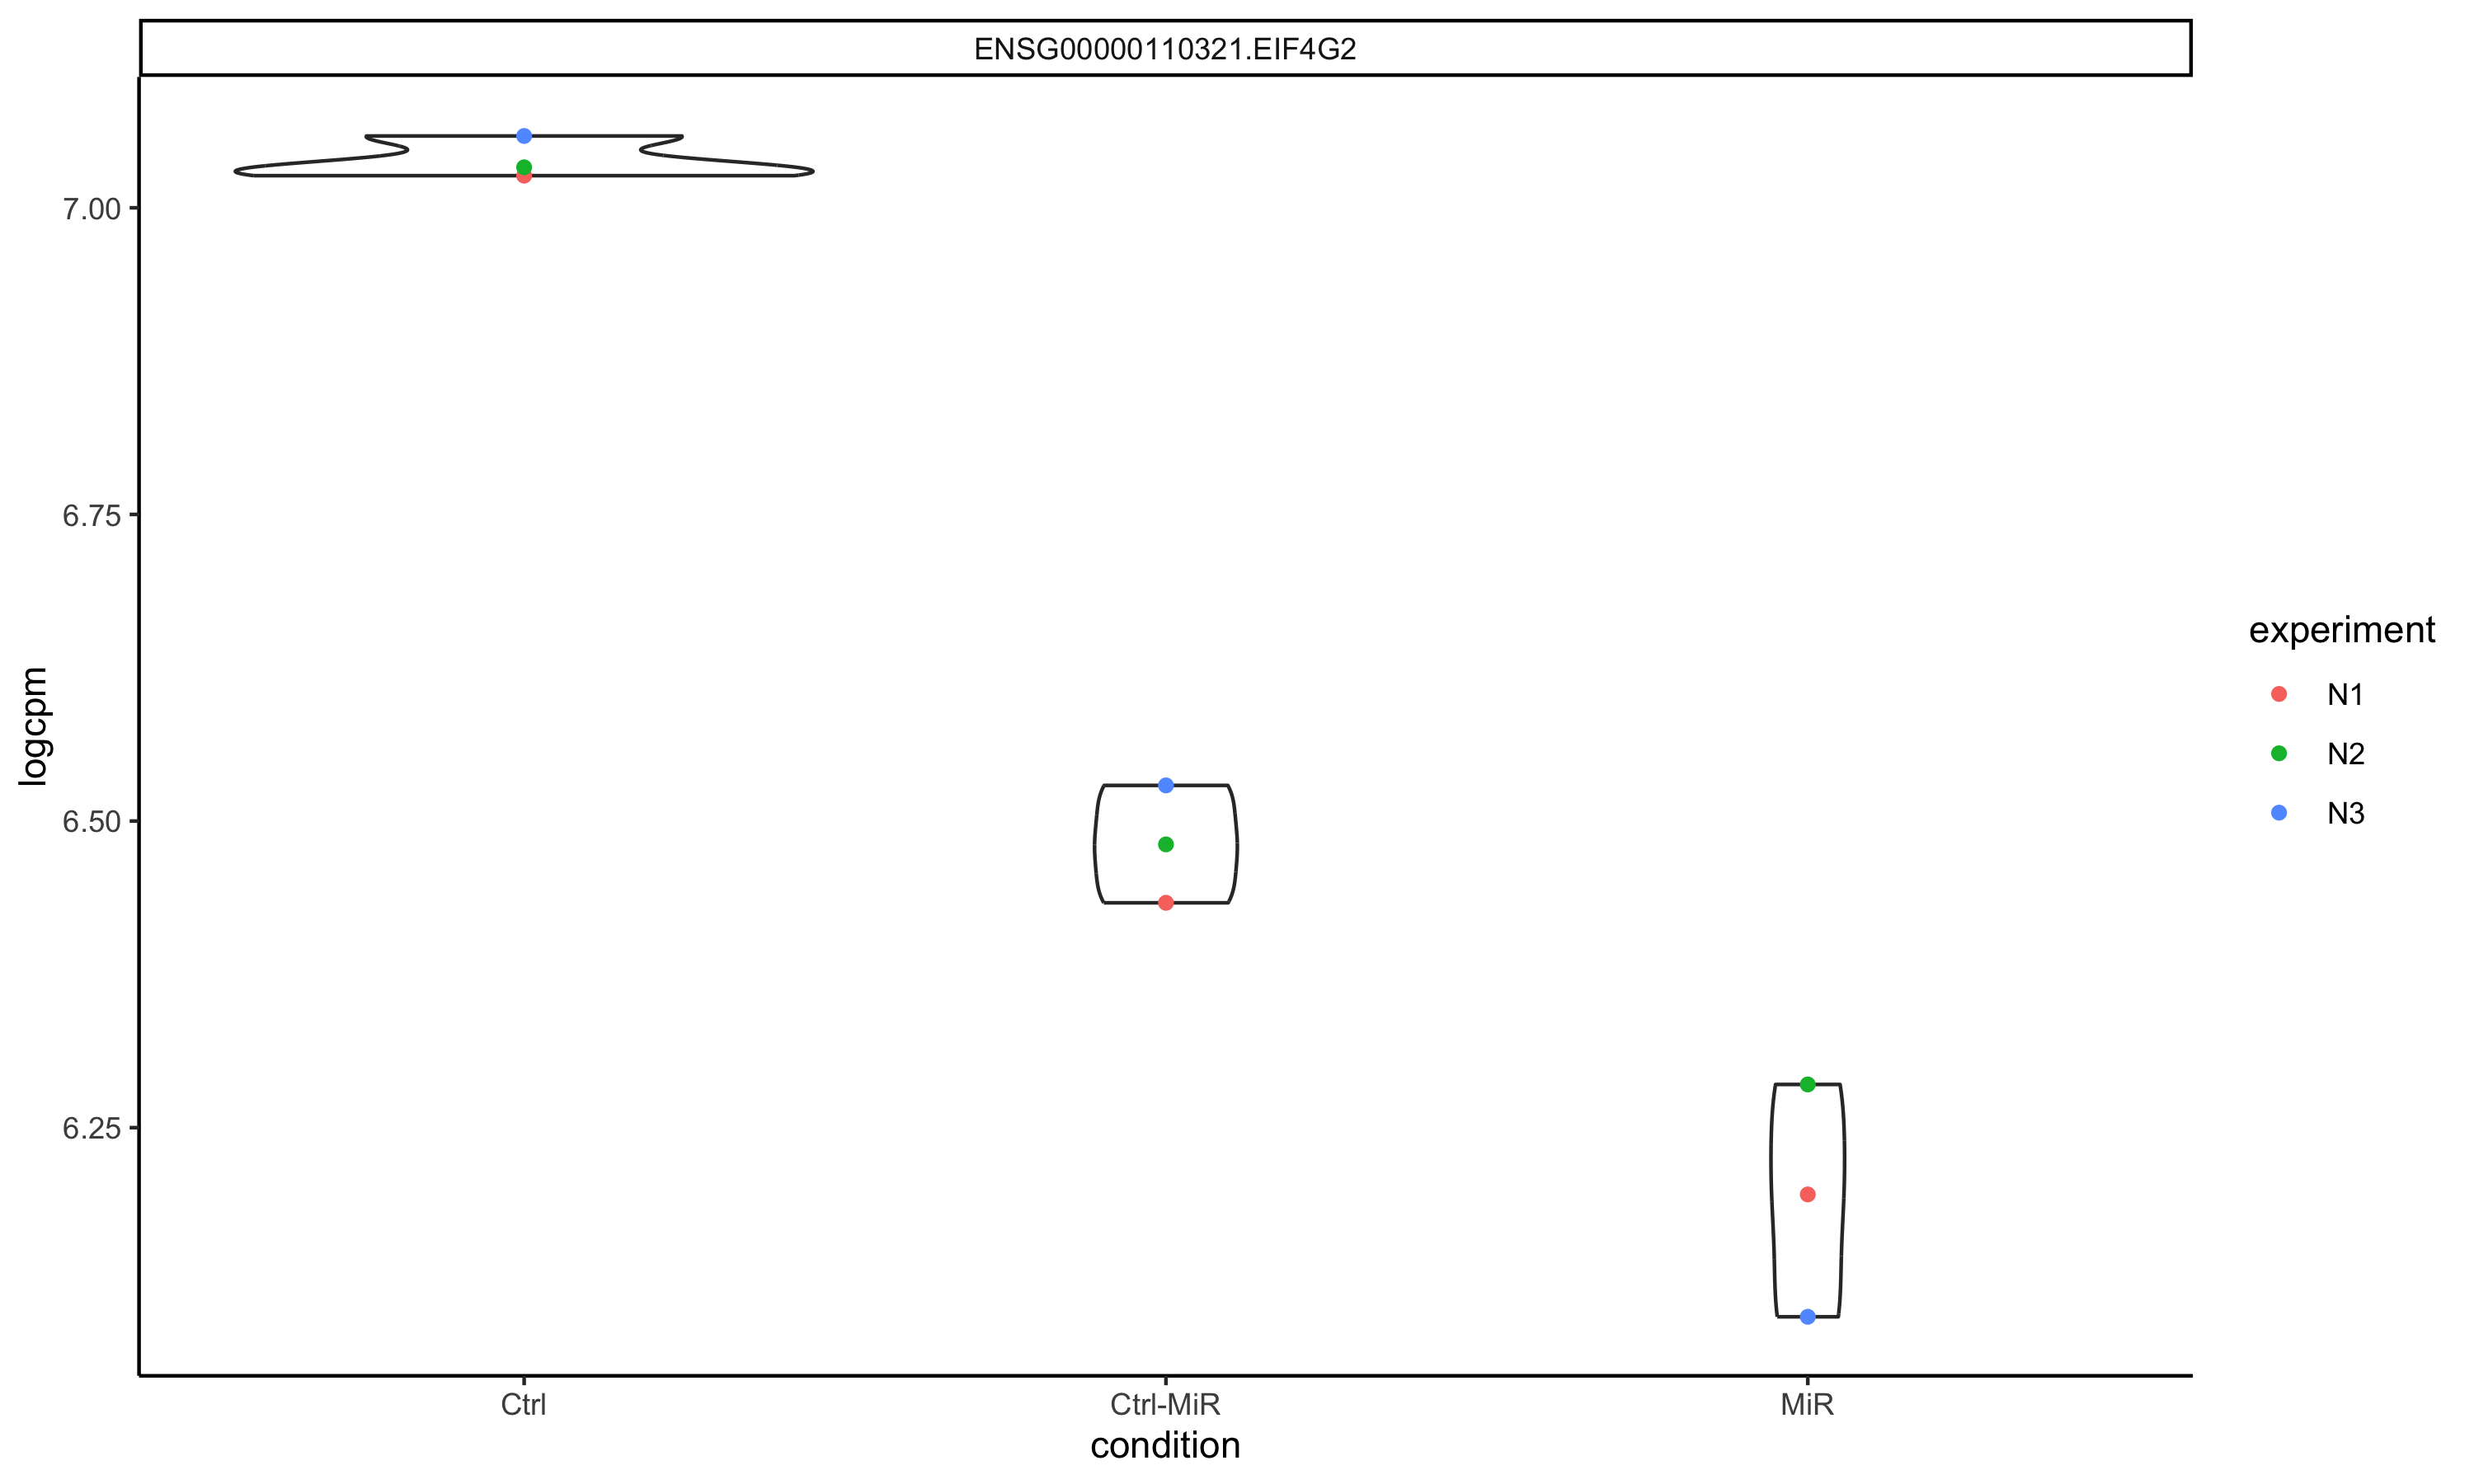 ENSG00000110321.EIF4G2
7.00
6.75
6.50
6.25
logcpm
Ctrl
Ctrl-MiR
MiR
condition
experiment
N1
N2
N3